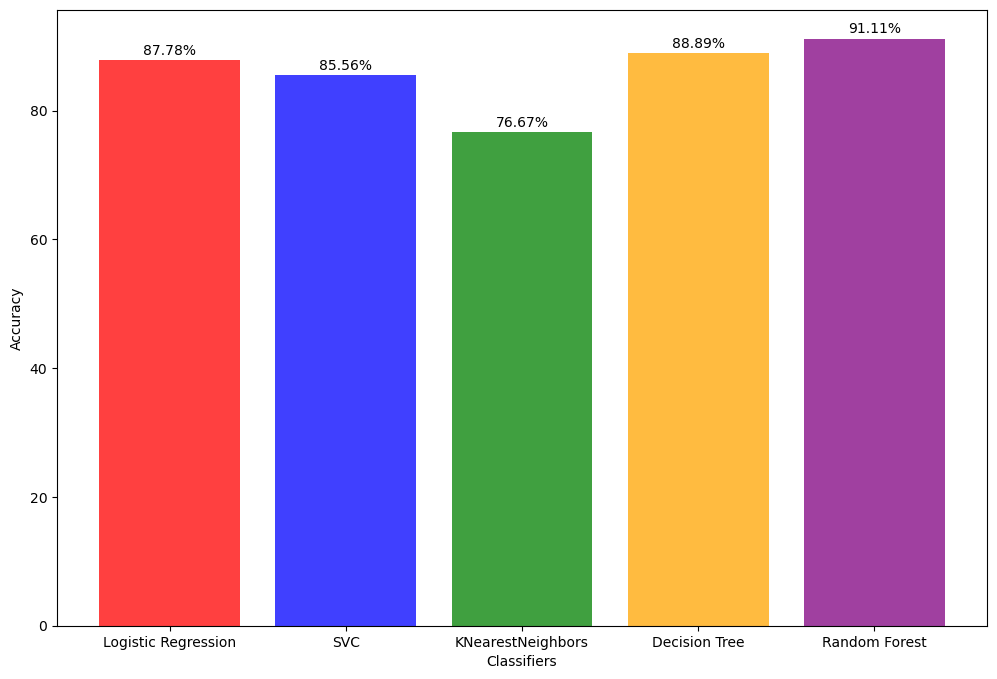 91.11%
88.89%
87.78%
85.56%
76.67%
80
60
40
20
0
Accuracy
Logistic Regression
SVC
KNearestNeighbors
Decision Tree
Random Forest
Classifiers